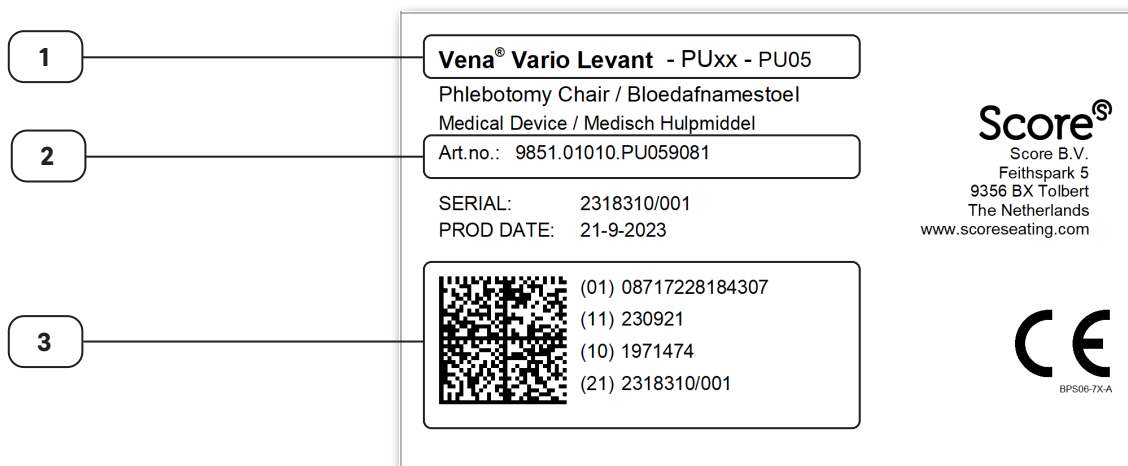 1
Vena® Vario Levant - PUxx - PU05
Phlebotomy Chair / Bloedafnamestoel
Medical Device / Medisch Hulpmiddel
2
Art.no.: 9851.01010.PU059081
SERIAL: 2318310/001
PROD DATE: 21-9-2023
3
(01) 08717228184307
(11) 230921
(10) 1971474
(21) 2318310/001
Score S
Score B.V.
Feithspark 5
9356 BX Tolbert
The Netherlands
www.scoreseating.com
CE
BPS06-7X-A